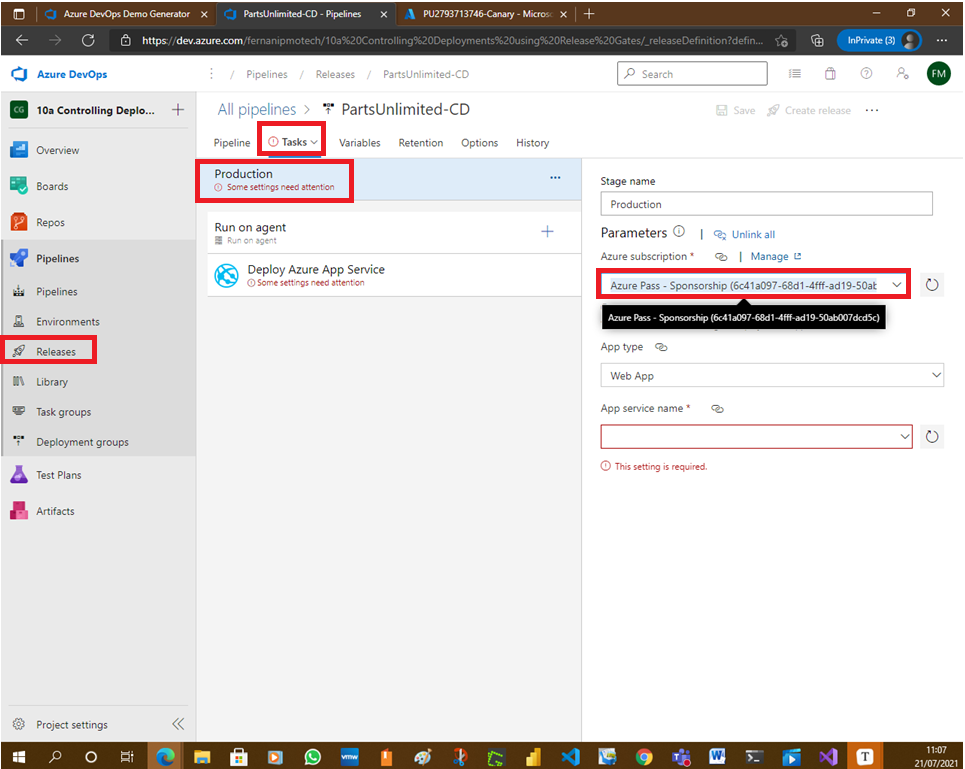 Azure DevOps Demo Generator
PartsUnlimited-CD - Pipelines
PU2793713746-Canary - Microso
https://dev.azure.com/fernanipmotech/10a%20Controlling%20Deployments%20using%20Release%20Gates/_releaseDefinition?defin...
InPrivate (3)
Azure DevOps
/ Pipelines / Releases / PartsUnlimited-CD
Search
FM
CG
10a Controlling Deplo...
All pipelines > PartsUnlimited-CD
Save
Create release
Pipeline
Tasks
Variables
Retention
Options
History
Overview
Boards
Repos
Pipelines
Pipelines
Environments
Releases
Library
Task groups
Deployment groups
Test Plans
Artifacts
Project settings
Production
Some settings need attention
Run on agent
Run on agent
Deploy Azure App Service
Some settings need attention
Stage name
Production
Parameters | Unlink all
Azure subscription * | Manage
Azure Pass - Sponsorship (6c41a097-68d1-4fff-ad19-50ab
Azure Pass - Sponsorship (6c41a097-68d1-4fff-ad19-50ab007dcd5c)
App type
Web App
App service name *
This setting is required.
vmw
T
11:07
21/07/2021